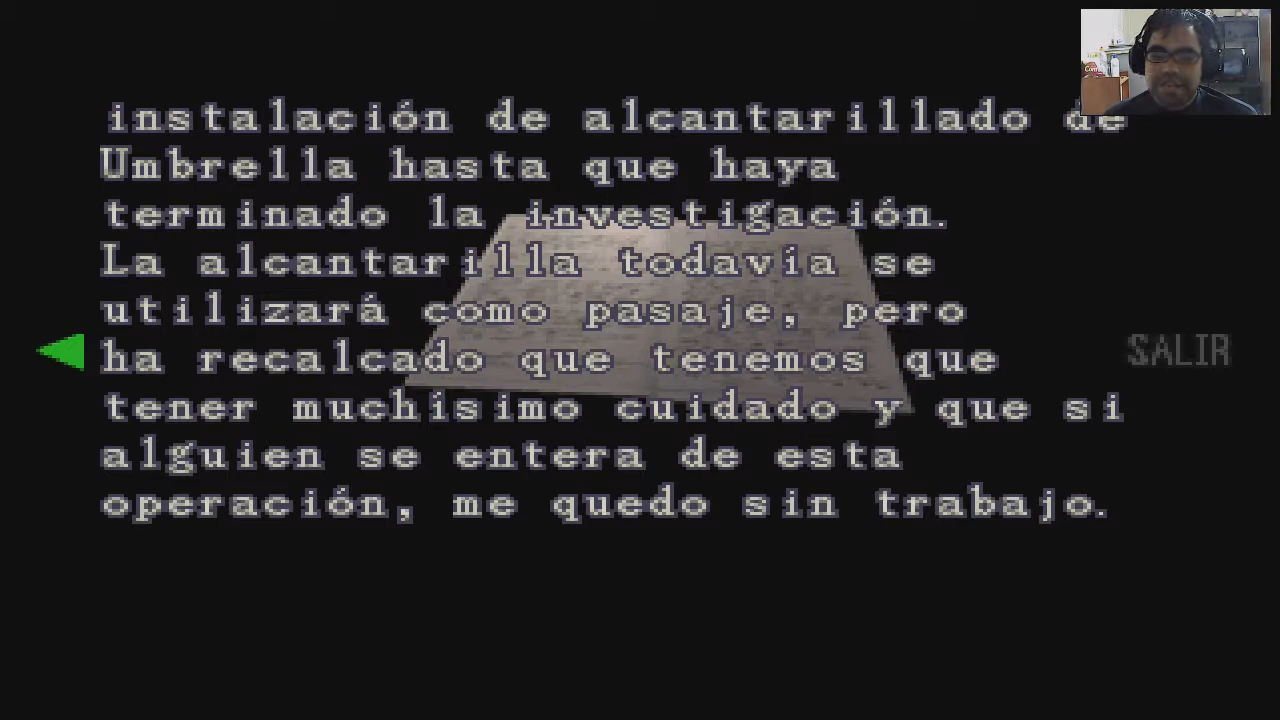 instalación de alcantarillado de
Umbrella hasta que haya
terminado la investigación.
La alcantarilla todavía se
utilizará como pasaje, pero
ha recalcado que tenemos que
tener muchísimo cuidado y que si
alguien se entera de esta
operación, me quedo sin trabajo.
SALIR